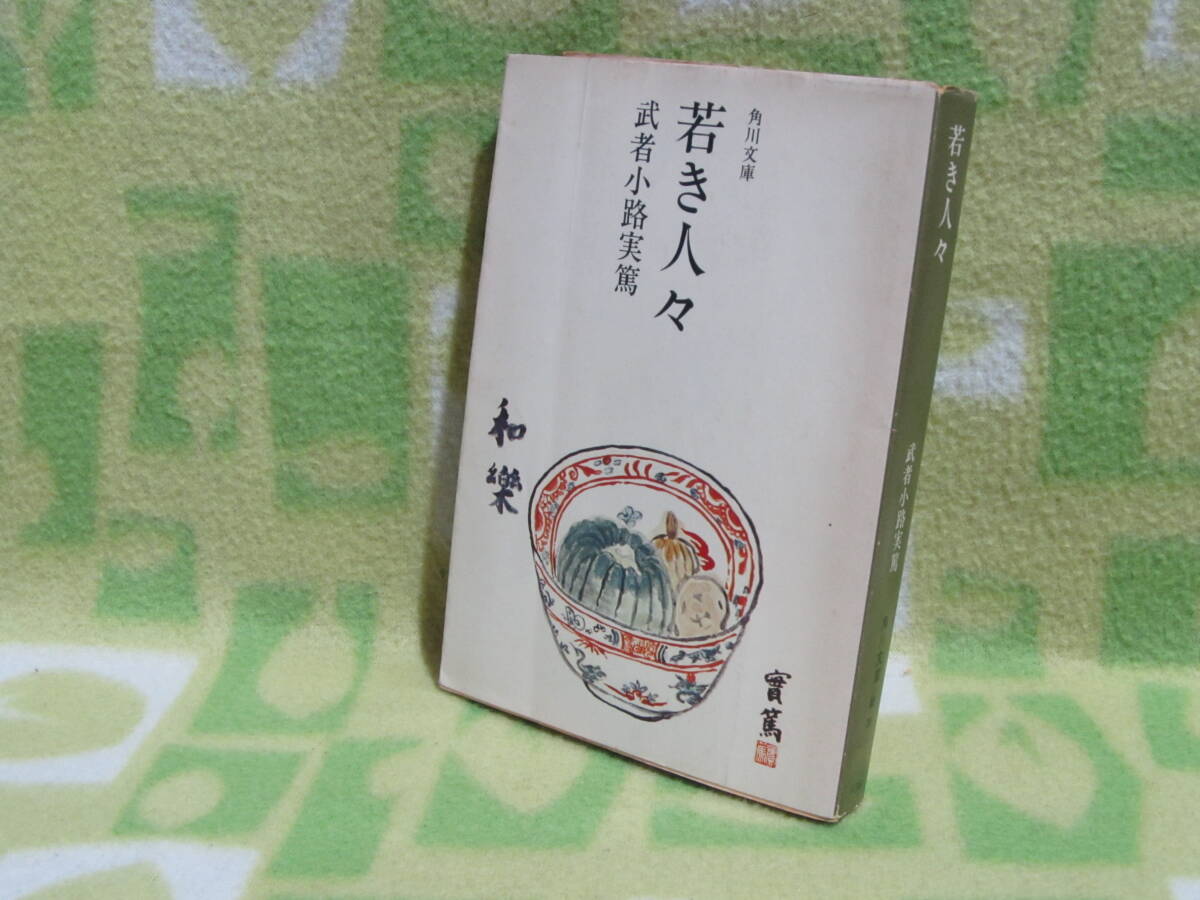 角川文庫
若き人々
武者小路実篤
和樂
實篤
若き人々
武者小路実篤